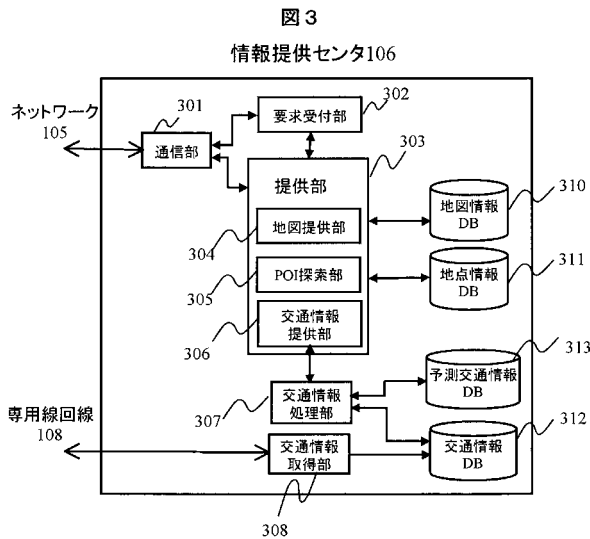 図3
情報提供センタ106
ネットワーク
105
301
通信部
302
要求受付部
303
提供部
304
地図提供部
305
POI探索部
306
交通情報
提供部
310
地図情報
DB
311
地点情報
DB
313
予測交通情報
DB
307
交通情報
処理部
312
交通情報
DB
専用線回線
108
交通情報
取得部
308